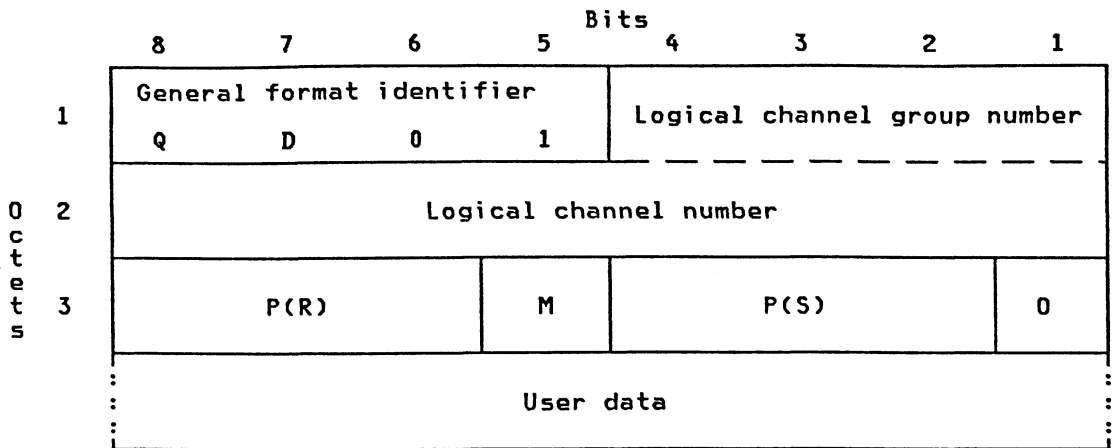 Bits
8 7 6 5 4 3 2 1
General format identifier
1 Logical channel group number
Q D 0 1
Octets
2 Logical channel number
3 P(R) M P(S) 0
User data